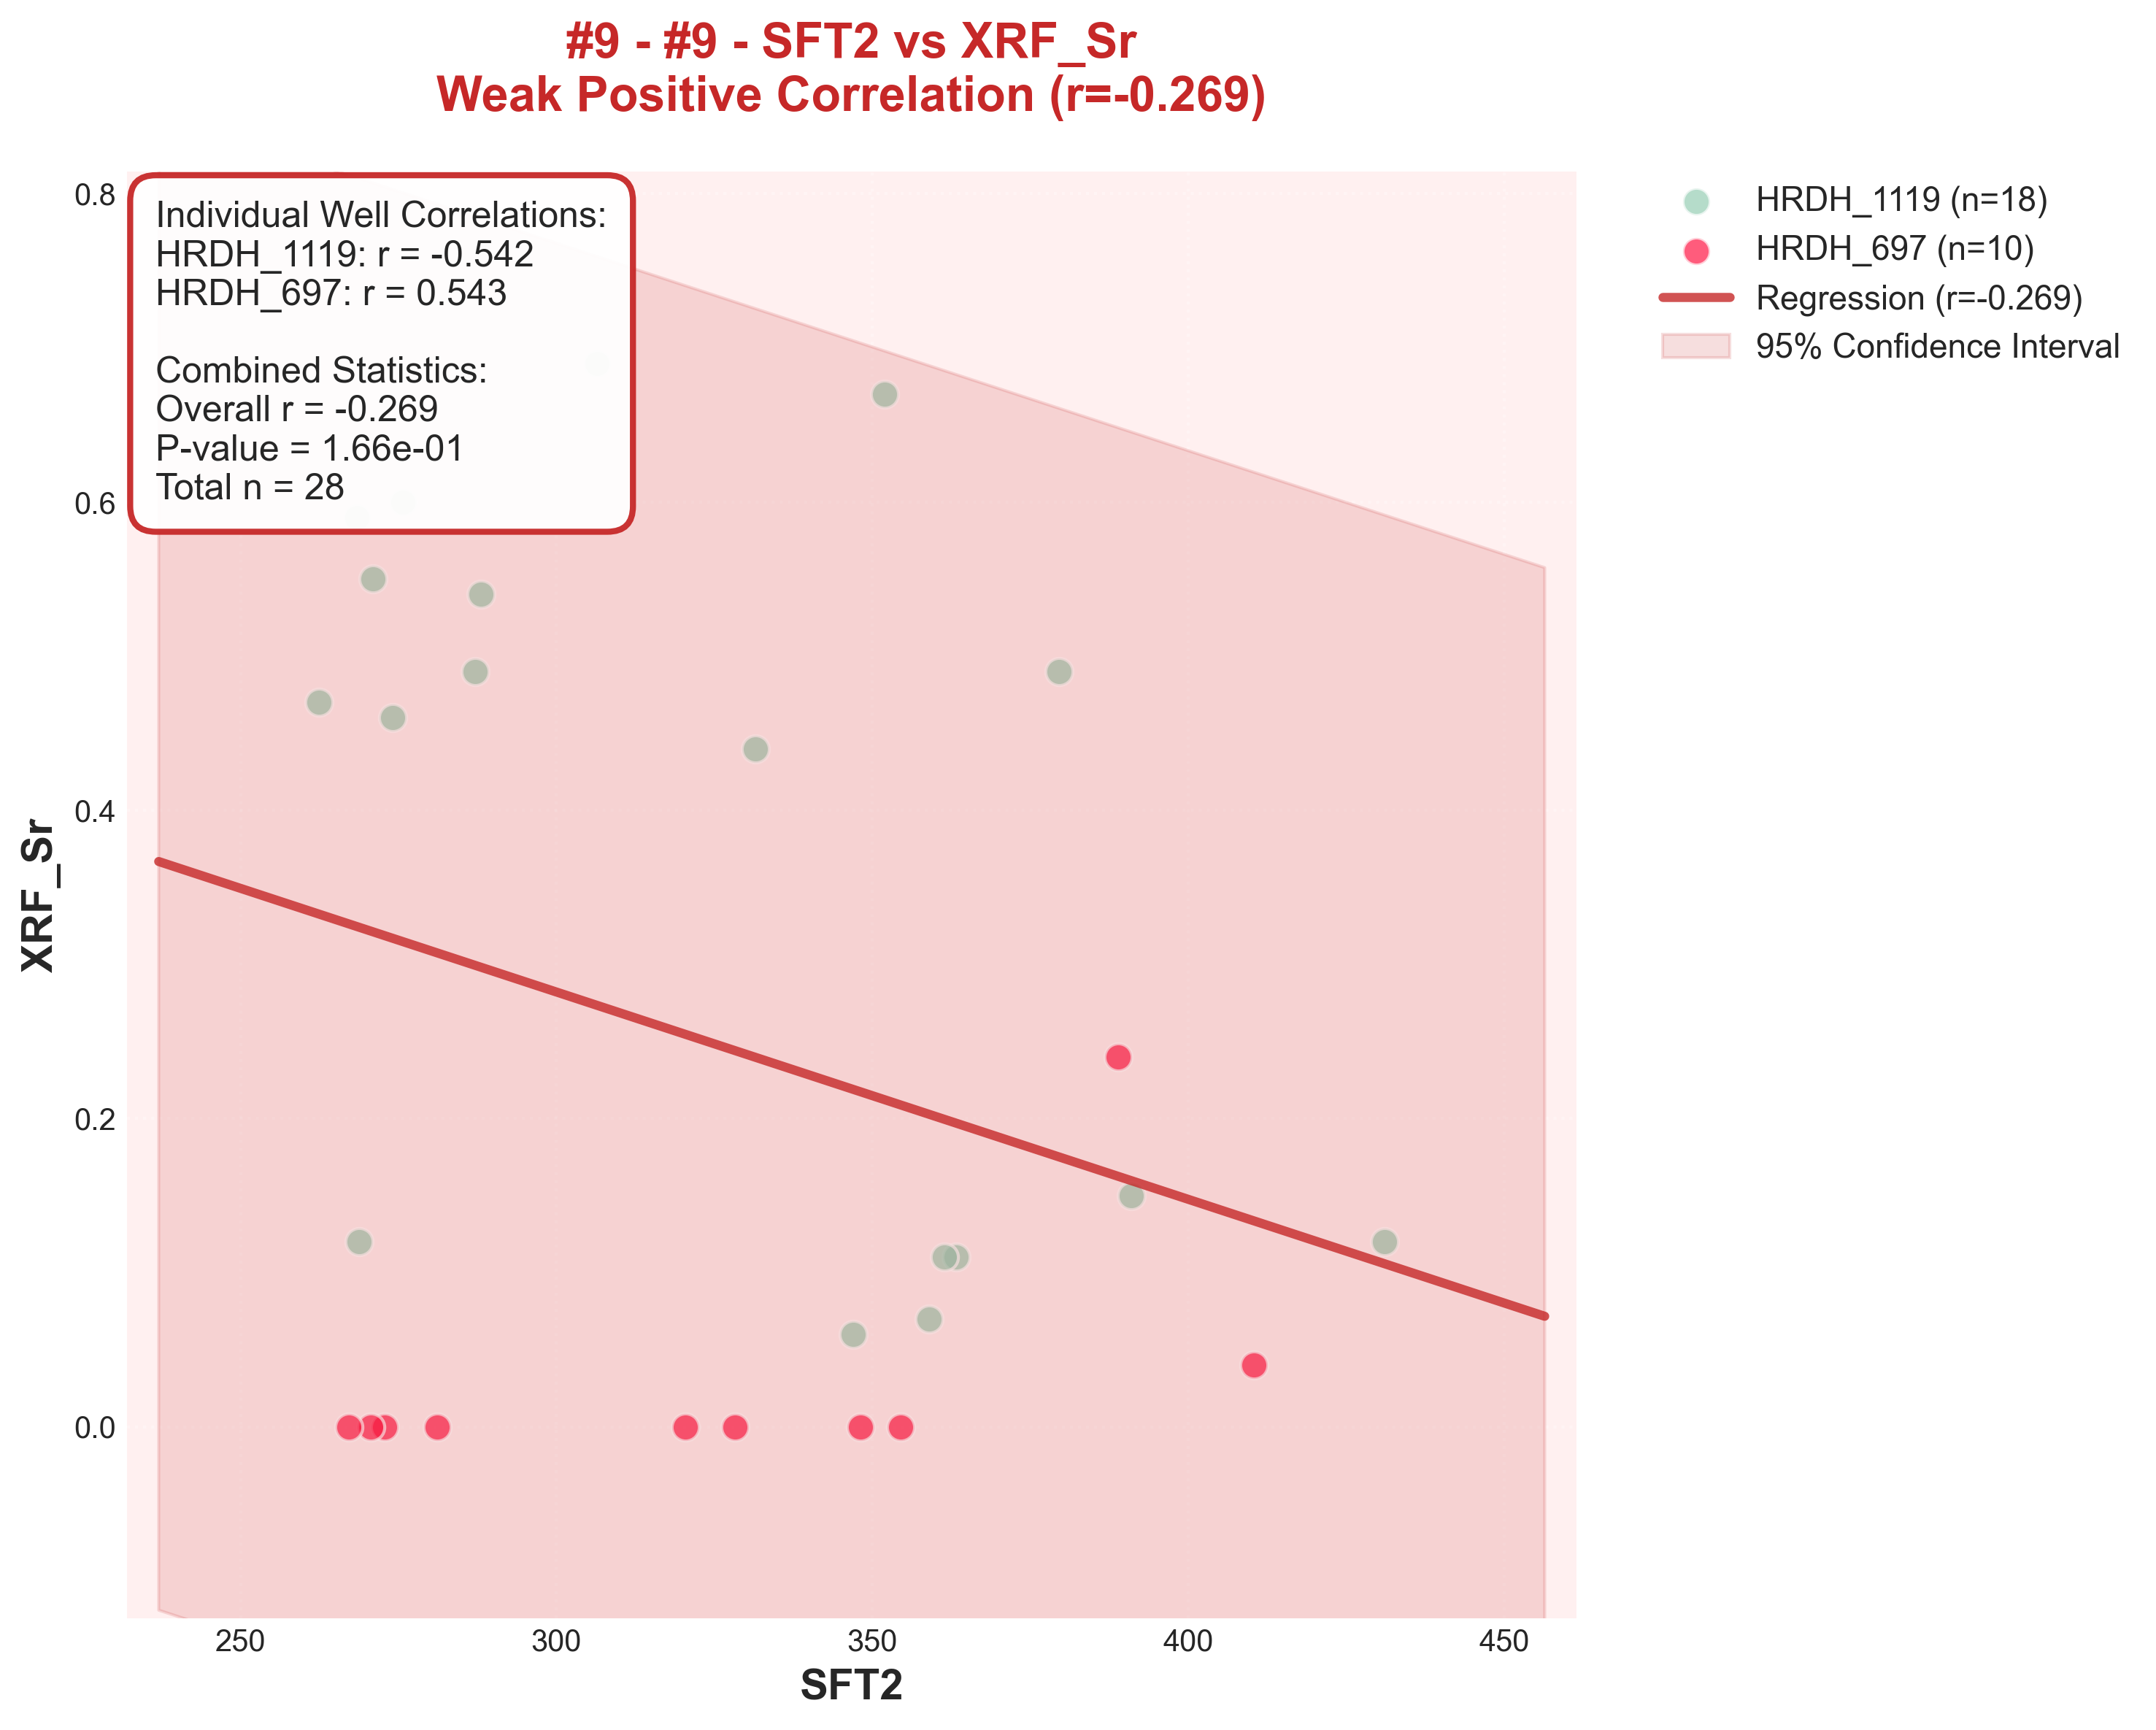 #9 - #9 - SFT2 vs XRF_Sr
Weak Positive Correlation (r=-0.269)
Individual Well Correlations:
HRDH_1119: r = -0.542
HRDH_697: r = 0.543
Combined Statistics:
Overall r = -0.269
P-value = 1.66e-01
Total n = 28
HRDH_1119 (n=18)
HRDH_697 (n=10)
Regression (r=-0.269)
95% Confidence Interval
XRF_Sr
0.8
0.6
0.4
0.2
0.0
250
300
350
400
450
SFT2